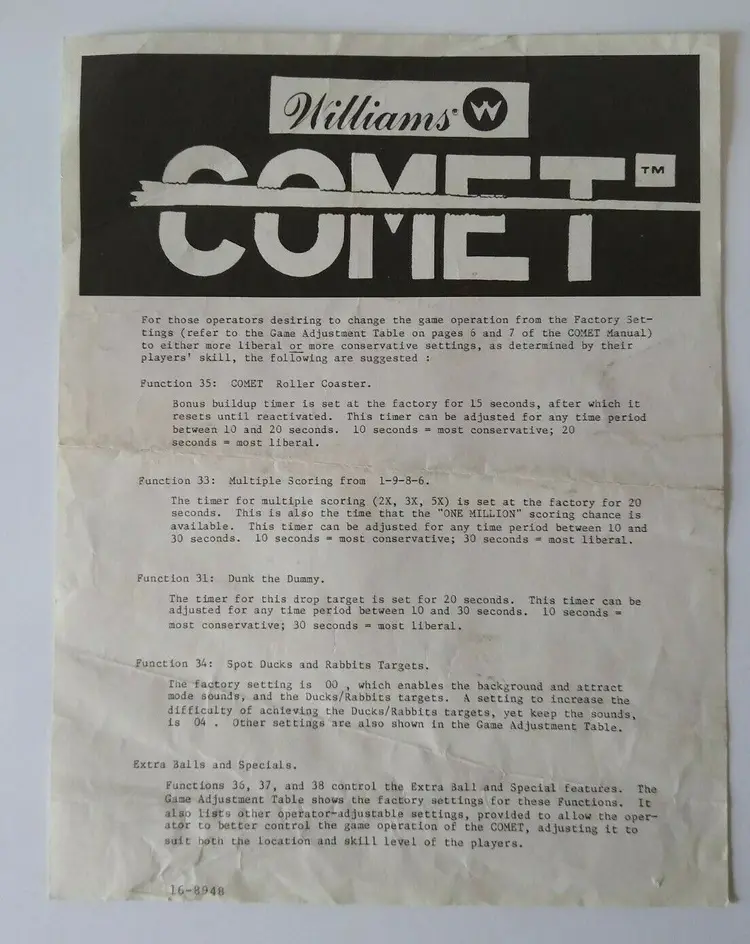 Williams® W
COMET™
For those operators desiring to change the game operation from the Factory Set-
tings (refer to the Game Adjustment Table on pages 6 and 7 of the COMET Manual)
to either more liberal or more conservative settings, as determined by their
players' skill, the following are suggested :
Function 35: COMET Roller Coaster.
Bonus buildup timer is set at the factory for 15 seconds, after which it
resets until reactivated. This timer can be adjusted for any time period
between 10 and 20 seconds. 10 seconds = most conservative; 20
seconds = most liberal.
Function 33: Multiple Scoring from 1-9-8-6.
The timer for multiple scoring (2X, 3X, 5X) is set at the factory for 20
seconds. This is also the time that the "ONE MILLION" scoring chance is
available. This timer can be adjusted for any time period between 10 and
30 seconds. 10 seconds = most conservative; 30 seconds = most liberal.
Function 31: Dunk the Dummy.
The timer for this drop target is set for 20 seconds. This timer can be
adjusted for any time period between 10 and 30 seconds. 10 seconds =
most conservative; 30 seconds = most liberal.
Function 34: Spot Ducks and Rabbits Targets.
The factory setting is 00 , which enables the background and attract
mode sounds, and the Ducks/Rabbits targets. A setting to increase the
difficulty of achieving the Ducks/Rabbits targets, yet keep the sounds,
is 04 . Other settings are also shown in the Game Adjustment Table.
Extra Balls and Specials.
Functions 36, 37, and 38 control the Extra Ball and Special features. The
Game Adjustment Table shows the factory settings for these Functions. It
also lists other operator-adjustable settings, provided to allow the oper-
ator to better control the game operation of the COMET, adjusting it to
suit both the location and skill level of the players.
16-8948